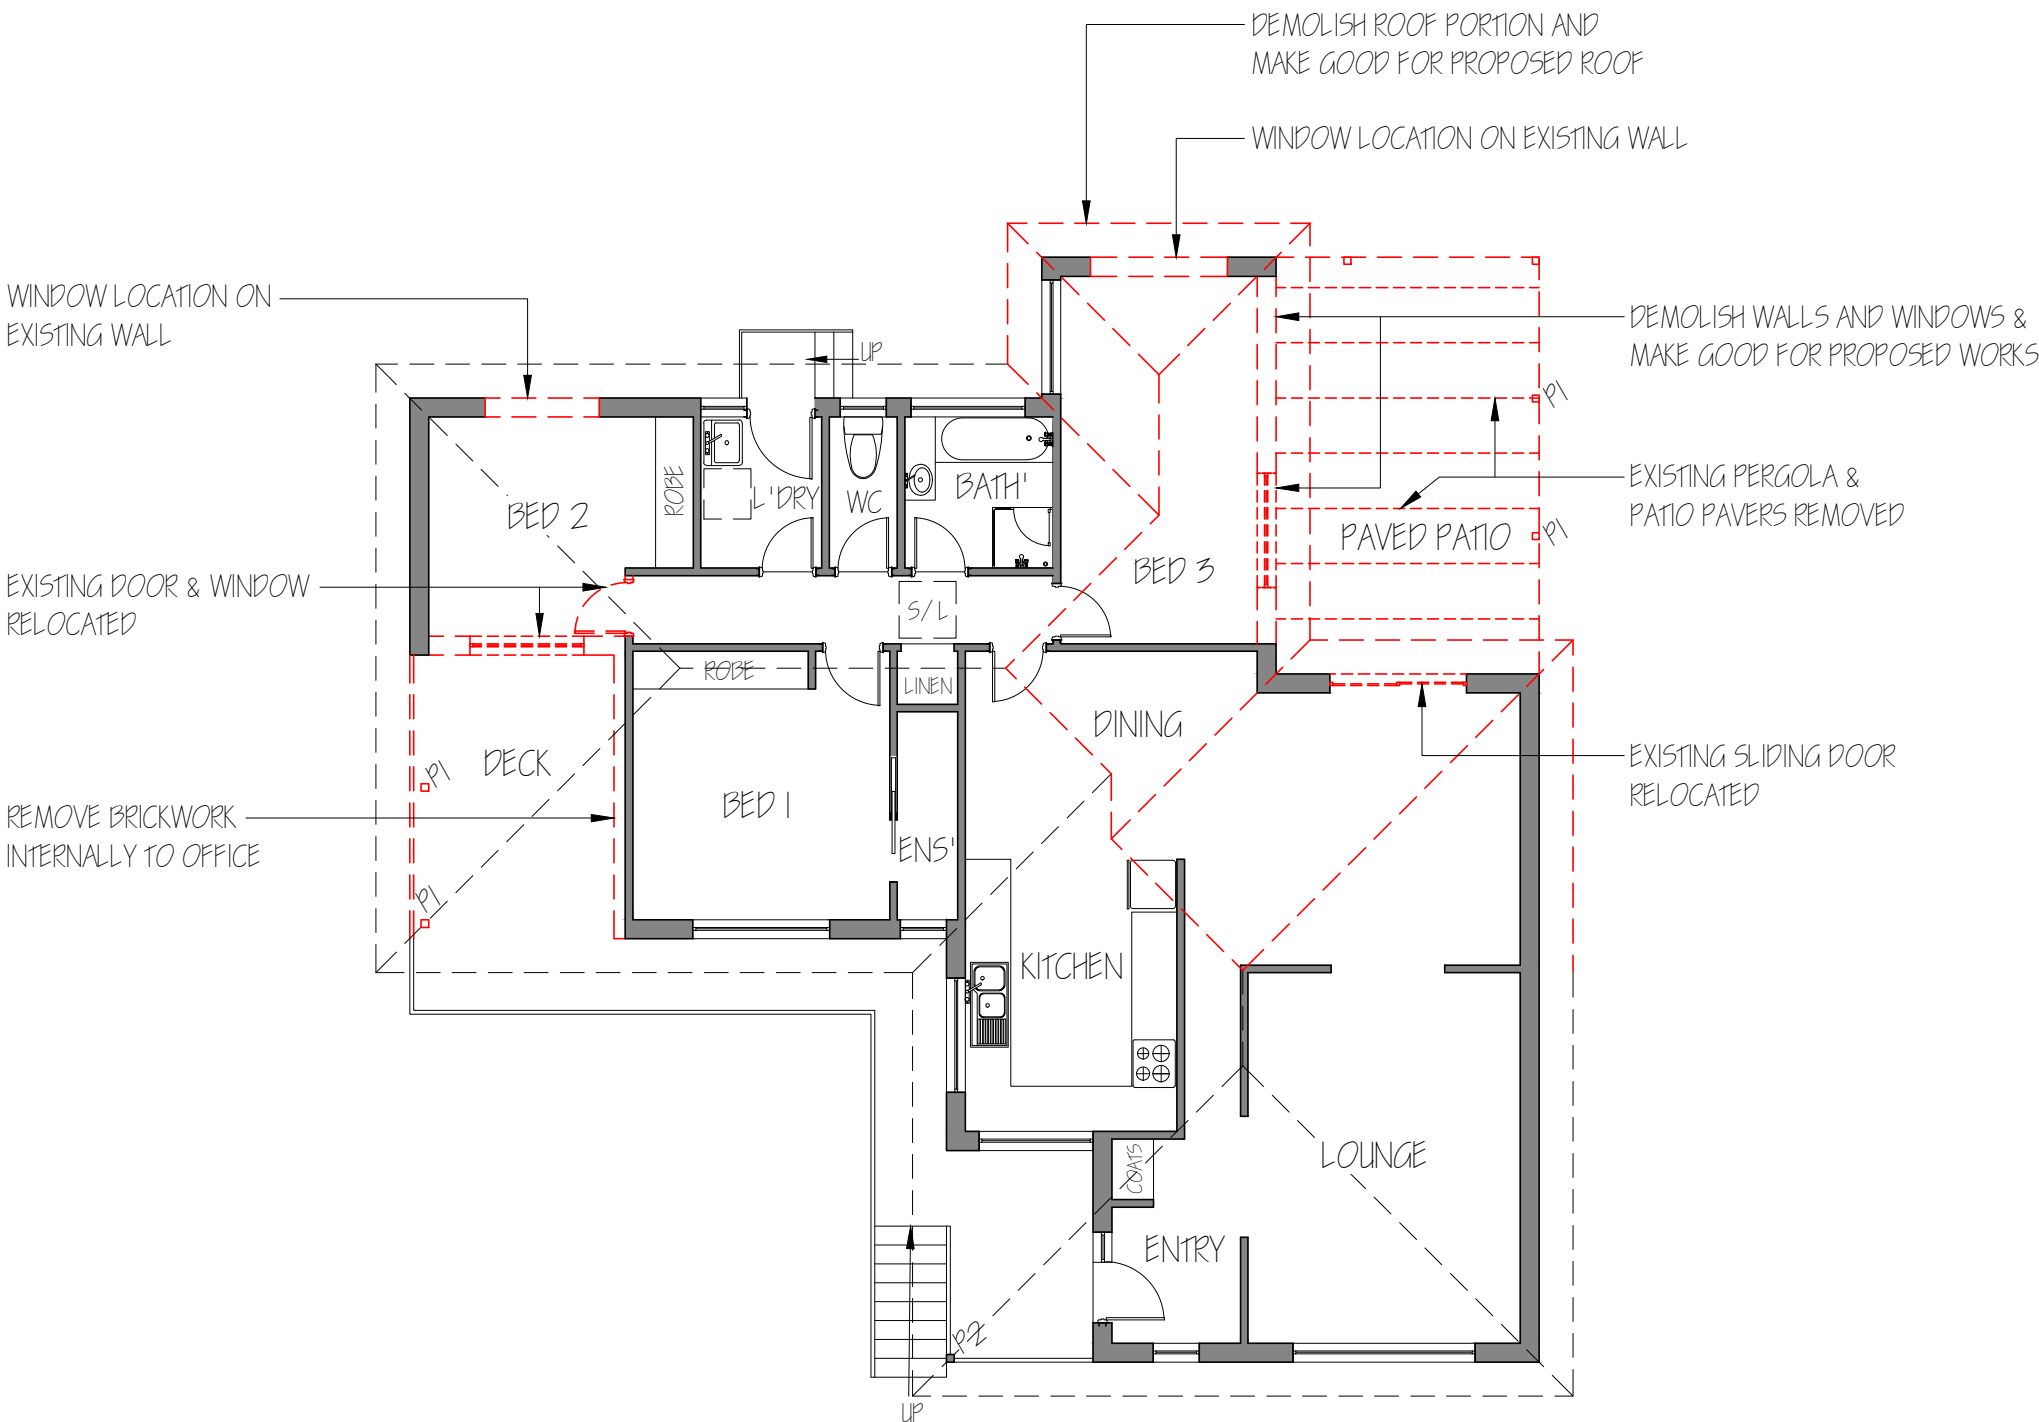 DEMOLISH ROOF PORTION AND
MAKE GOOD FOR PROPOSED ROOF
WINDOW LOCATION ON EXISTING WALL
WINDOW LOCATION ON
EXISTING WALL
DEMOLISH WALLS AND WINDOWS &
MAKE GOOD FOR PROPOSED WORKS
UP
P1
ROBE
BED 2
L'DRY
WC
BATH'
EXISTING PERGOLA &
PATIO PAVERS REMOVED
PAVED PATIO
P1
BED 3
EXISTING DOOR & WINDOW
RELOCATED
S/L
ROBE
LINEN
DINING
DECK
P1
EXISTING SLIDING DOOR
RELOCATED
BED 1
REMOVE BRICKWORK
INTERNALLY TO OFFICE
ENS'
P1
KITCHEN
COATS
LOUNGE
ENTRY
P2
UP